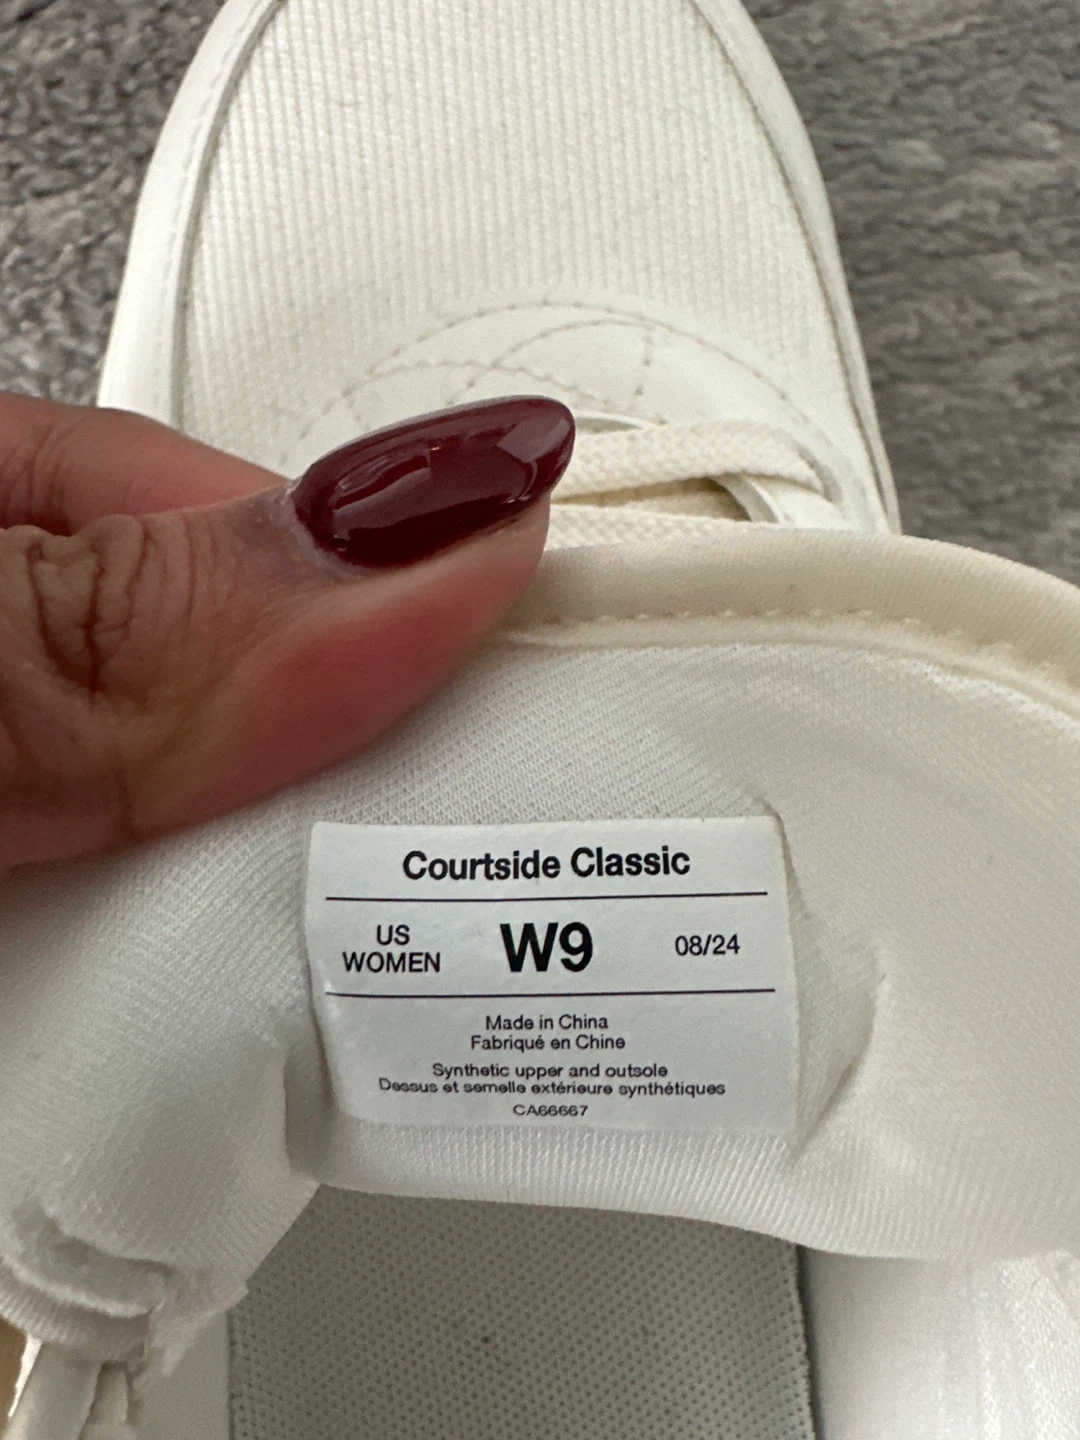 Courtside Classic
US
WOMEN
W9
08/24
Made in China
Fabriqué en Chine
Synthetic upper and outsole
Dessus et semelle extérieure synthétiques
CA66667